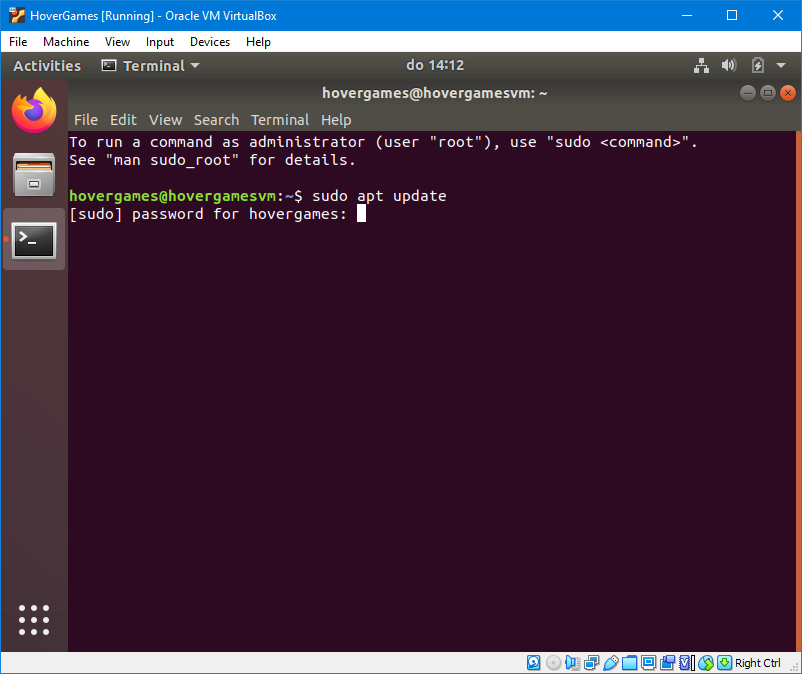 HoverGames [Running] - Oracle VM VirtualBox
File Machine View Input Devices Help
Activities Terminal do 14:12
hovergames@hovergamesvm: ~
File Edit View Search Terminal Help
To run a command as administrator (user "root"), use "sudo <command>".
See "man sudo_root" for details.
hovergames@hovergamesvm:~$ sudo apt update
[sudo] password for hovergames:
Right Ctrl